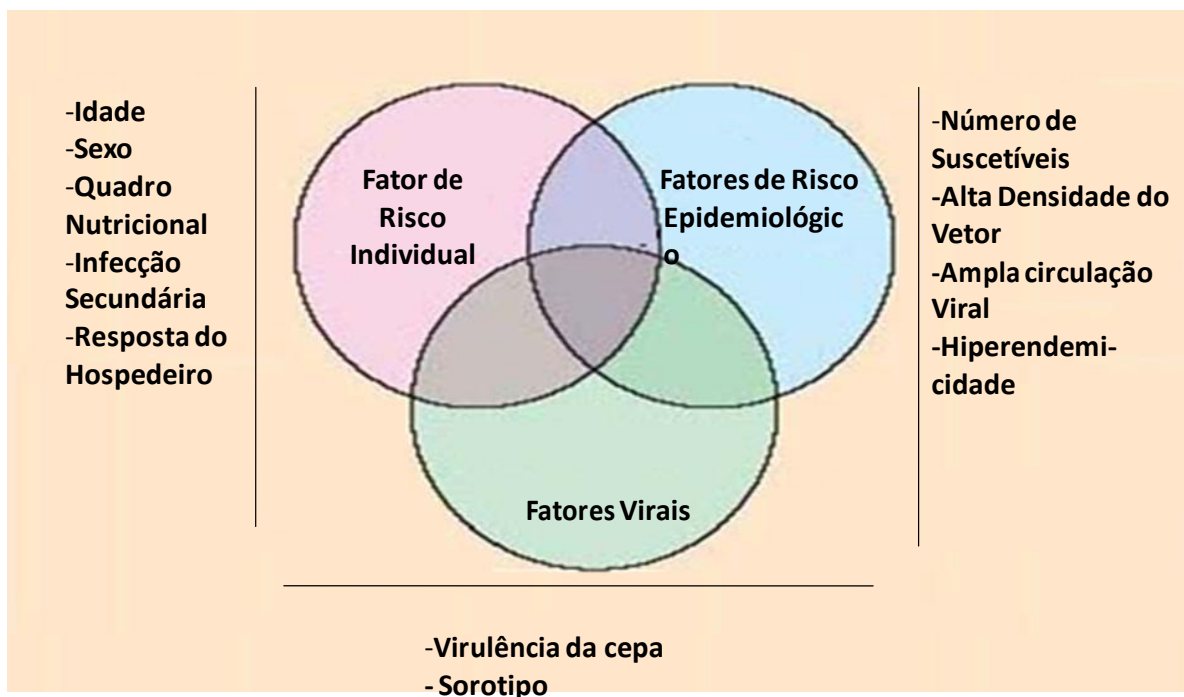 -Idade
-Sexo
-Quadro
Nutricional
-Infecção
Secundária
-Resposta do
Hospedeiro
Fator de
Risco
Individual
Fatores de Risco
Epidemiológic
o
Fatores Virais
-Número de
Suscetíveis
-Alta Densidade do
Vetor
-Ampla circulação
Viral
-Hiperendemi-
cidade
-Virulência da cepa
- Sorotipo